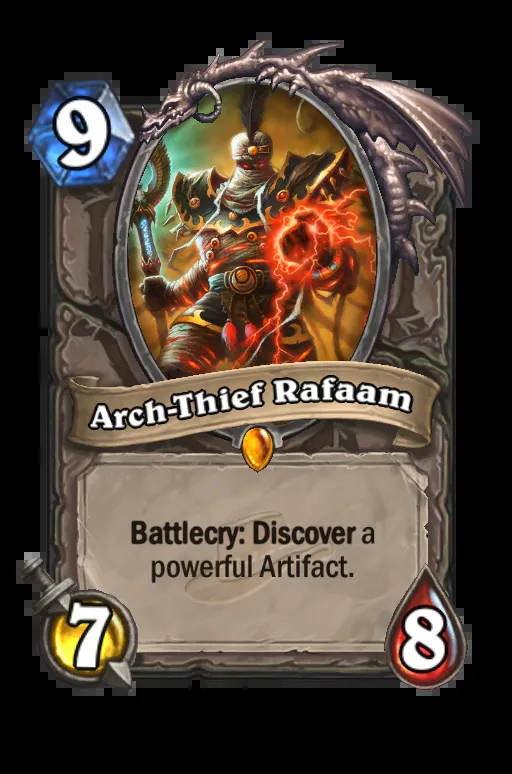 9
Arch-Thief Rafaam
Battlecry: Discover a
powerful Artifact.
7
8